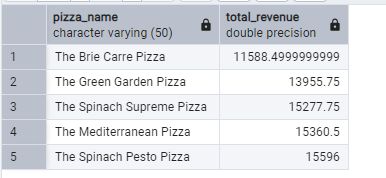 pizza_name total_revenue
character varying (50) double precision
1 The Brie Carre Pizza 11588.4999999999
2 The Green Garden Pizza 13955.75
3 The Spinach Supreme Pizza 15277.75
4 The Mediterranean Pizza 15360.5
5 The Spinach Pesto Pizza 15596